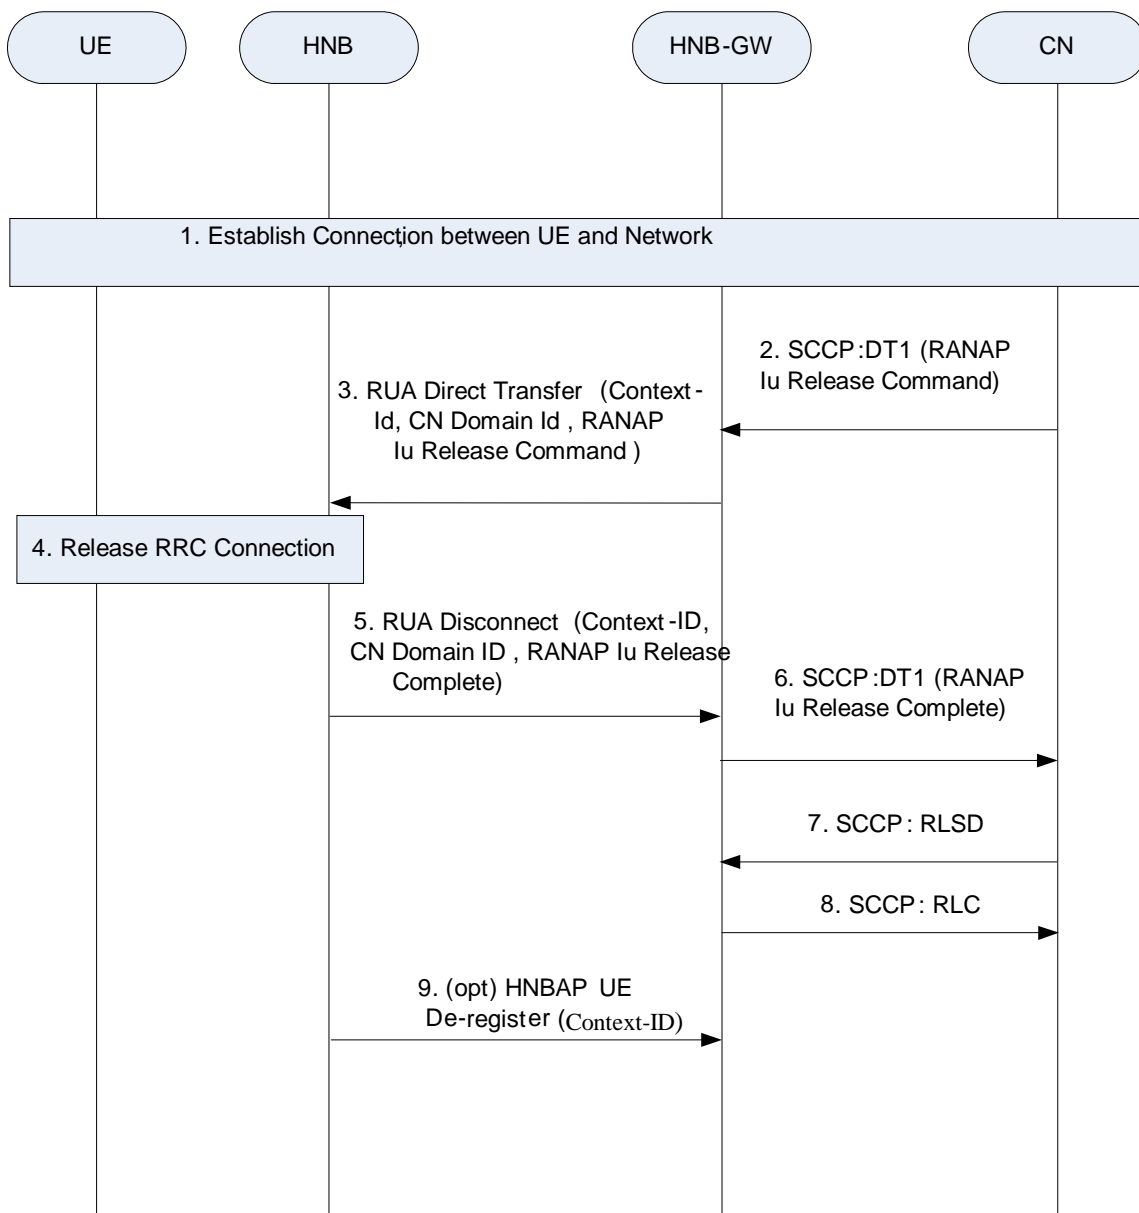 UE
HNB
HNB-GW
CN
1. Establish Connection between UE and Network
2. SCCP:DT1 (RANAP
Iu Release Command)
3. RUA Direct Transfer (Context-
Id, CN Domain Id , RANAP
Iu Release Command )
4. Release RRC Connection
5. RUA Disconnect (Context-ID,
CN Domain ID , RANAP Iu Release
Complete)
6. SCCP:DT1 (RANAP
Iu Release Complete)
7. SCCP: RLSD
8. SCCP: RLC
9. (opt) HNBAP UE
De-register (Context-ID)